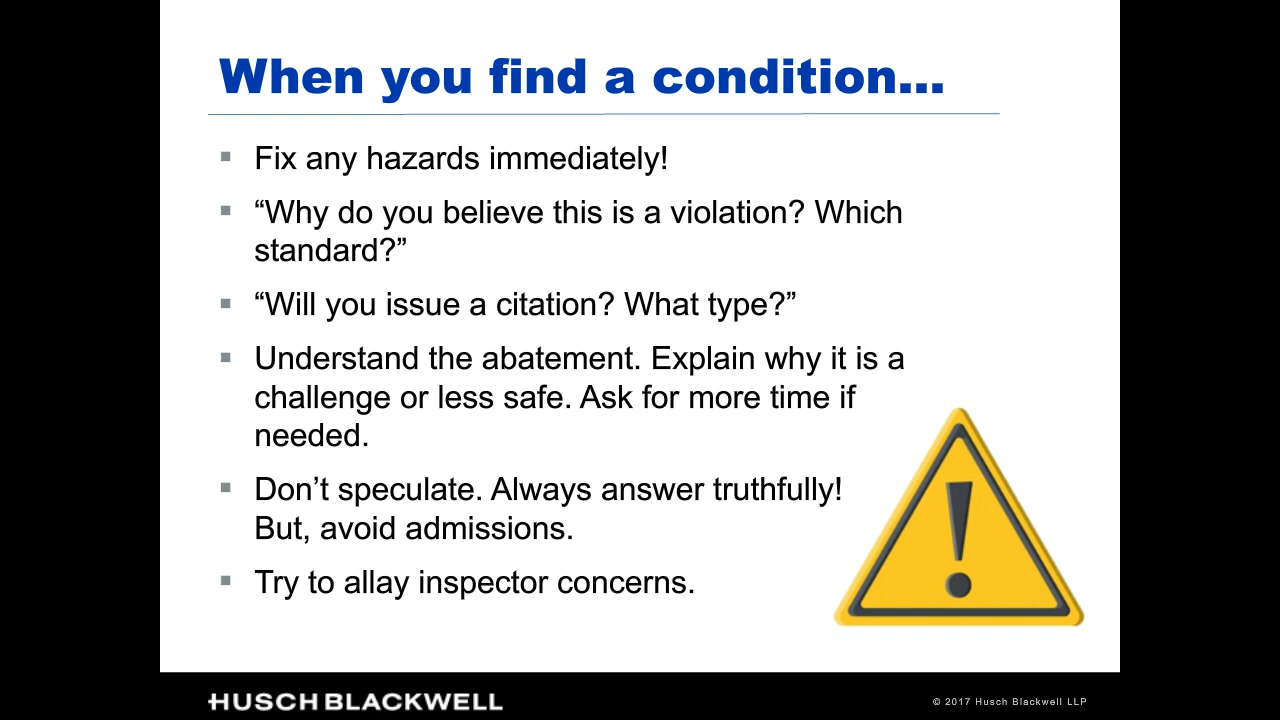 When you find a condition...
▪ Fix any hazards immediately!
▪ “Why do you believe this is a violation? Which
standard?”
▪ “Will you issue a citation? What type?”
▪ Understand the abatement. Explain why it is a
challenge or less safe. Ask for more time if
needed.
▪ Don’t speculate. Always answer truthfully!
But, avoid admissions.
▪ Try to allay inspector concerns.
!
HUSCH BLACKWELL
© 2017 Husch Blackwell LLP